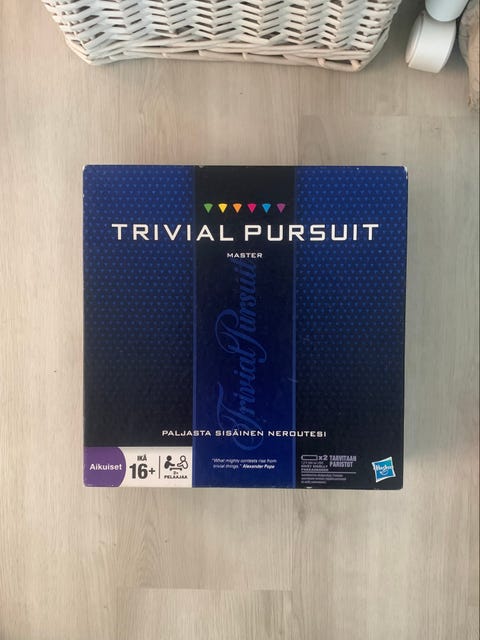 TRIVIAL PURSUIT
MASTER
Trivial Pursuit
PALJASTA SISÄINEN NEROUTESI
Aikuiset
IKÄ
16+
2+
PELAAJAA
"What mighty contests rise from
trivial things" Alexander Pope
x2 TARVITAAN
PARISTOT
Hasbro